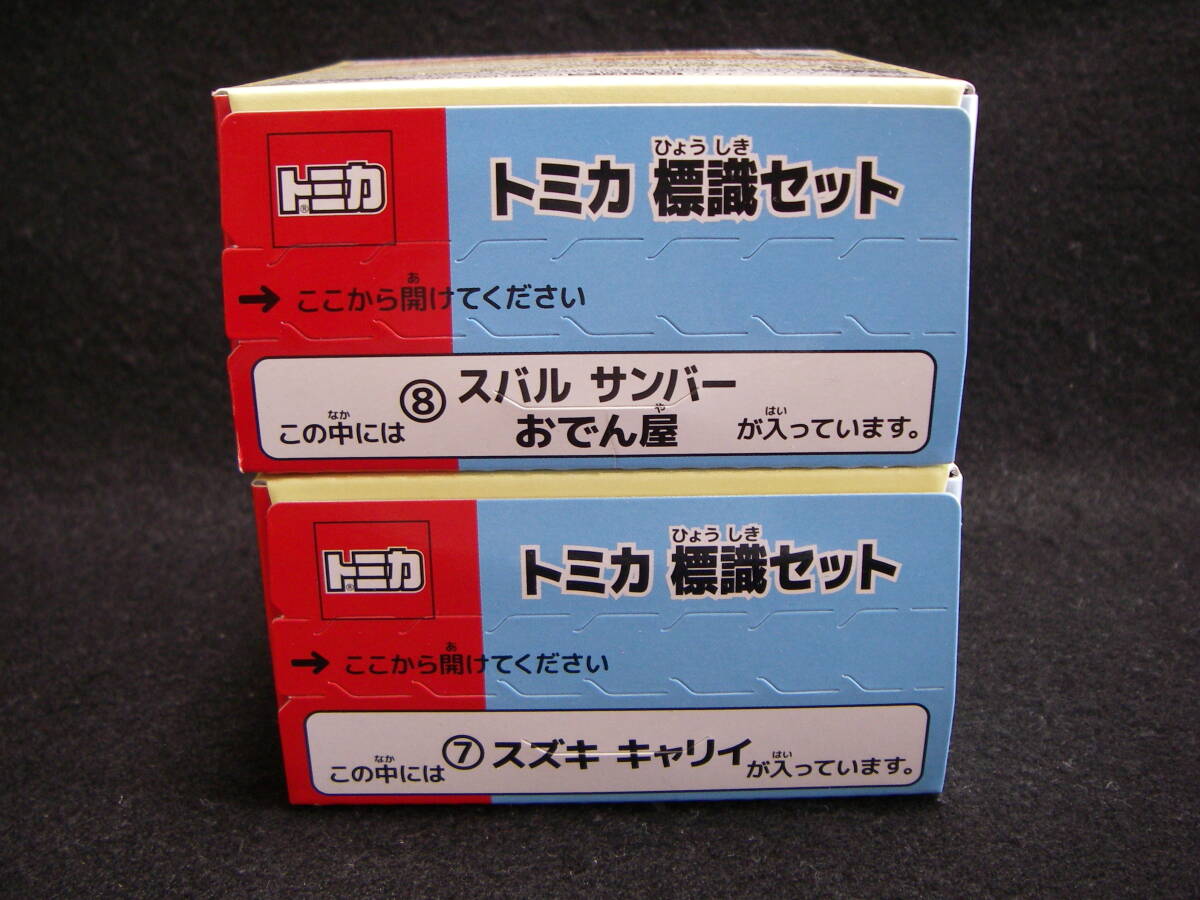 トミカ®
ひょう しき
トミカ 標識セット
あ
→ ここから開けてください
なか
この中には
⑧ スバル サンバー
や
おでん屋
はい
が入っています。
トミカ®
ひょう しき
トミカ 標識セット
あ
→ ここから開けてください
なか はい
この中には ⑦ スズキ キャリイ が入っています。